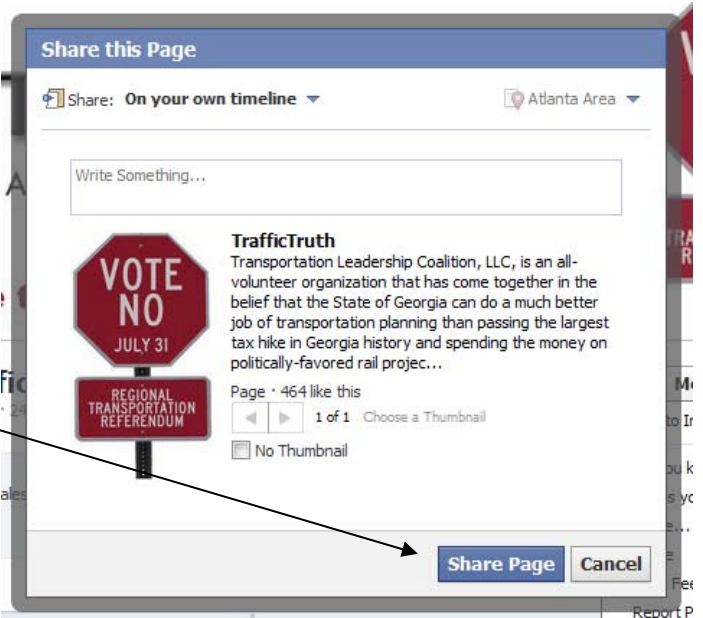 Share this Page
Share: On your own timeline
Atlanta Area
Write Something...
VOTE
NO
JULY 31
REGIONAL
TRANSPORTATION
REFERENDUM
TrafficTruth
Transportation Leadership Coalition, LLC, is an all-
volunteer organization that has come together in the
belief that the State of Georgia can do a much better
job of transportation planning than passing the largest
tax hike in Georgia history and spending the money on
politically-favored rail projec...
Page · 464 like this
1 of 1 Choose a Thumbnail
No Thumbnail
Share Page
Cancel
Report P